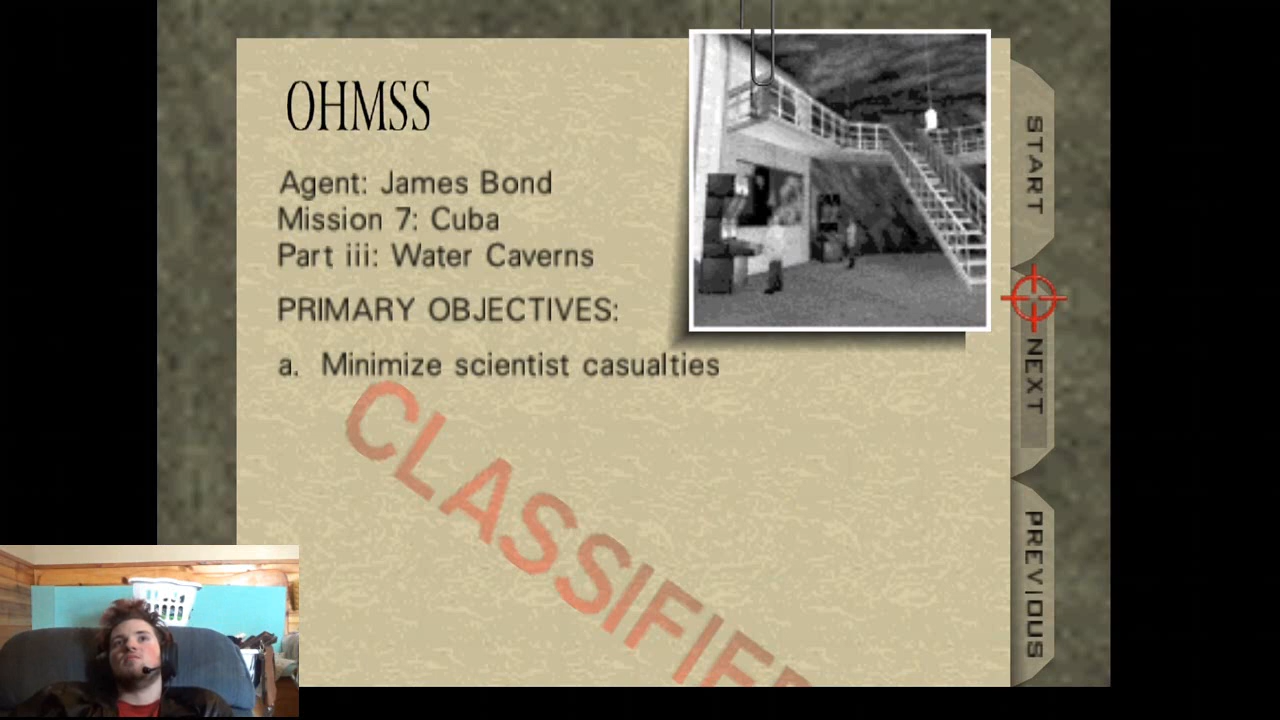 OHMSS
Agent: James Bond
Mission 7: Cuba
Part iii: Water Caverns
PRIMARY OBJECTIVES:
a. Minimize scientist casualties
CLASSIFIE
START
NEXT
PREVIOUS